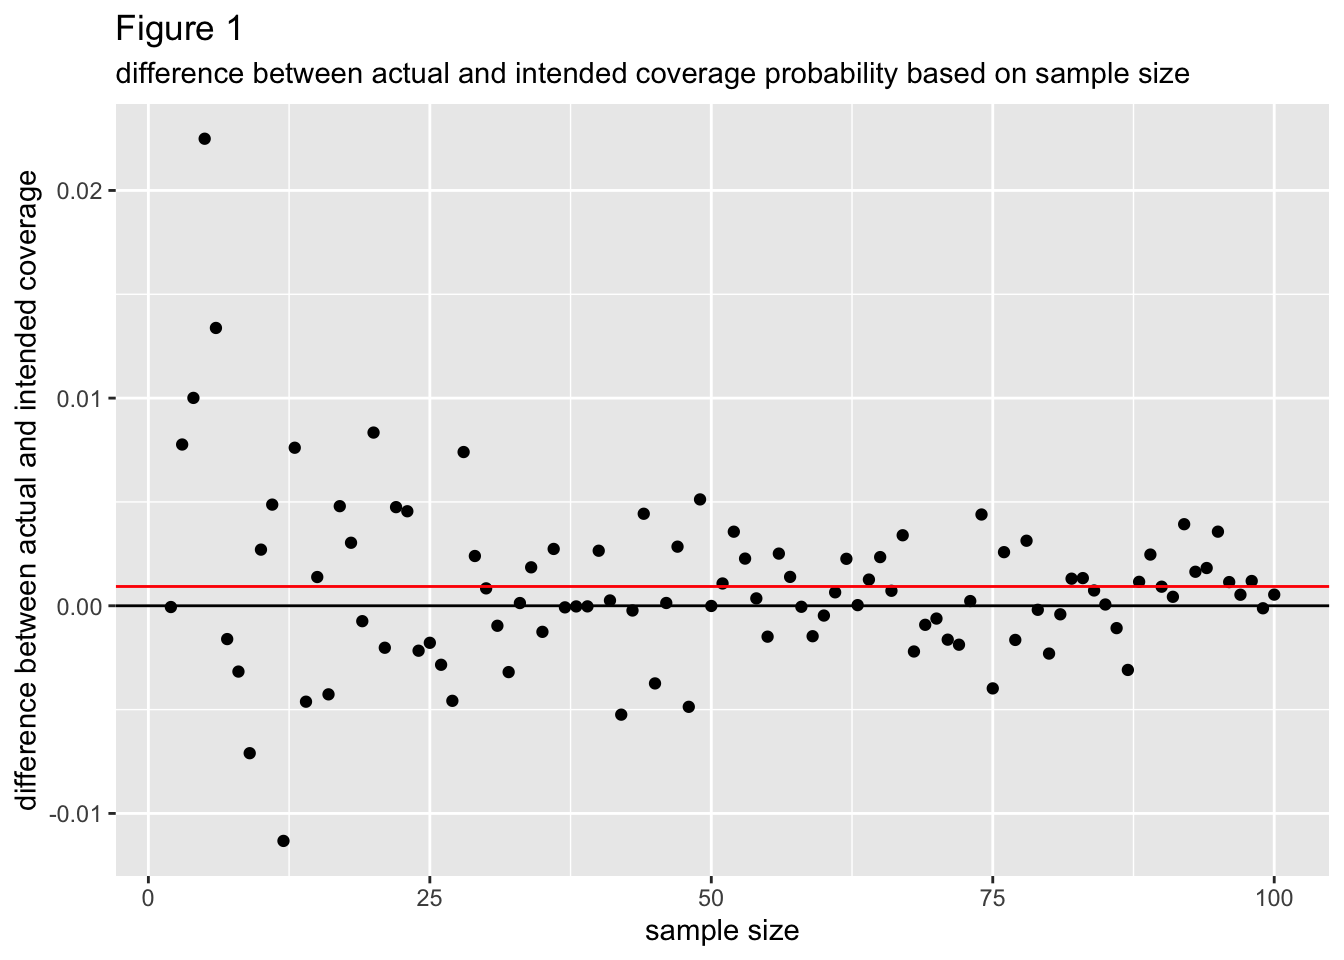 Figure 1
difference between actual and intended coverage probability based on sample size
difference between actual and intended coverage
0.02
0.01
0.00
-0.01
0
25
50
75
100
sample size